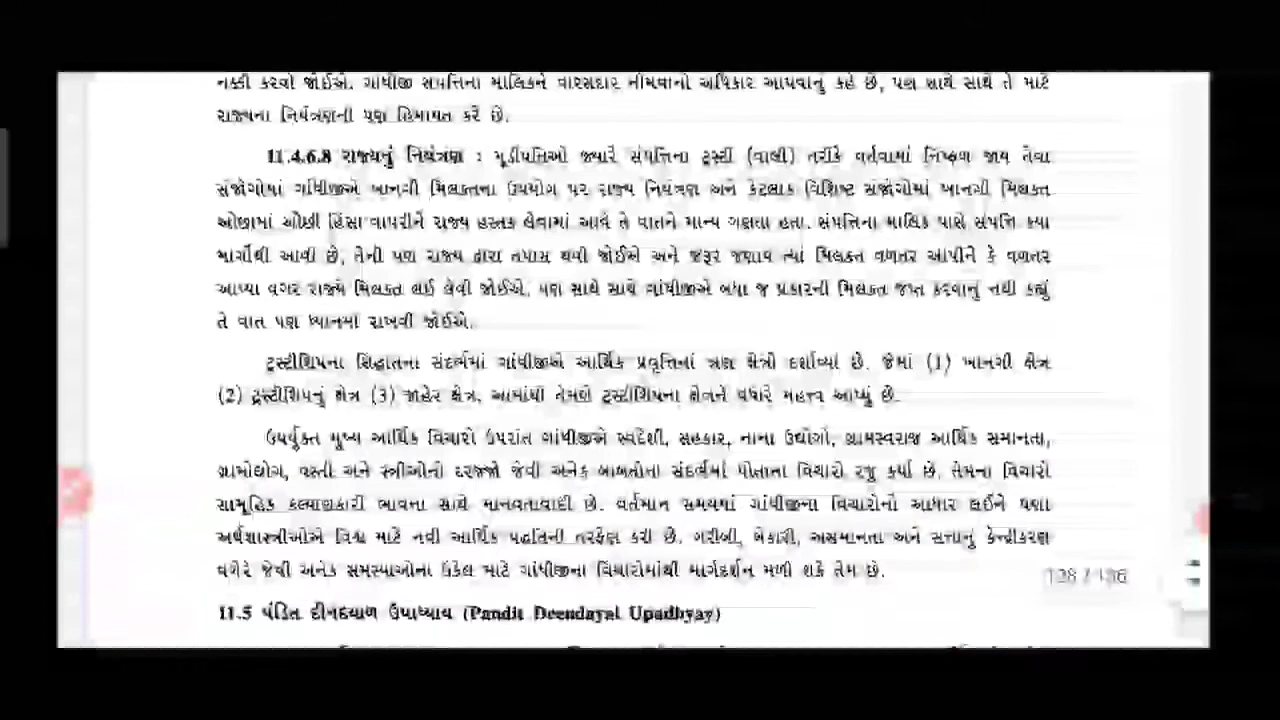 નક્કી કરવો જોઈએ. ગાંધીજી સંપત્તિના માલિકને વારસદાર નીમવાનો અધિકાર આપવાનું કહે છે, પણ સાથે સાથે તે માટે
રાજ્યના નિયંત્રણની પણ હિમાયત કરે છે.
11.4.6.8 રાજ્યનું નિયંત્રણ : મૂડીપતિઓ જ્યારે સંપત્તિના ટ્રસ્ટી (વાલી) તરીકે વર્તવામાં નિષ્ફળ જાય તેવા
સંજોગોમાં ગાંધીજીએ ખાનગી મિલકતના ઉપયોગ પર રાજ્ય નિયંત્રણ અને કેટલાક વિશિષ્ટ સંજોગોમાં ખાનગી મિલકત
ઓછામાં ઓછી હિંસા વાપરીને રાજ્ય હસ્તક લેવામાં આવે તે વાતને માન્ય ગણતા હતા. સંપત્તિના માલિક પાસે સંપત્તિ ક્યા
માર્ગોથી આવી છે, તેની પણ રાજ્ય દ્વારા તપાસ થવી જોઈએ અને જરૂર જણાય ત્યાં મિલકત વળતર આપીને કે વળતર
આપ્યા વગર રાજ્યે મિલકત લઈ લેવી જોઈએ. પણ સાથે સાથે ગાંધીજીએ બધા જ પ્રકારની મિલકત જપ્ત કરવાનું નથી કહ્યું
તે વાત પણ ધ્યાનમાં રાખવી જોઈએ.
ટ્રસ્ટીશિપના સિદ્ધાતના સંદર્ભમાં ગાંધીજીએ આર્થિક પ્રવૃત્તિનાં ત્રણ ક્ષેત્રો દર્શાવ્યાં છે. જેમાં (1) ખાનગી ક્ષેત્ર
(2) ટ્રસ્ટીશિપનું ક્ષેત્ર (3) જાહેર ક્ષેત્ર, આમાંથી તેમણે ટ્રસ્ટીશિપના ક્ષેત્રને વધારે મહત્ત્વ આપ્યું છે.
ઉપર્યુક્ત મુખ્ય આર્થિક વિચારો ઉપરાંત ગાંધીજીએ સ્વદેશી, સહકાર, નાના ઉદ્યોગો, ગ્રામસ્વરાજ આર્થિક સમાનતા,
ગ્રામોદ્યોગ, વસ્તી અને સ્ત્રીઓનો દરજ્જો જેવી અનેક બાબતોના સંદર્ભમાં પોતાના વિચારો રજૂ કર્યા છે. તેમના વિચારો
સામૂહિક કલ્યાણકારી ભાવના સાથે માનવતાવાદી છે. વર્તમાન સમયમાં ગાંધીજીના વિચારોનો આધાર લઈને ઘણા
અર્થશાસ્ત્રીઓએ વિશ્વ માટે નવી આર્થિક પદ્ધતિની તરફેણ કરી છે. ગરીબી, બેકારી, અસમાનતા અને સત્તાનું કેન્દ્રીકરણ
વગેરે જેવી અનેક સમસ્યાઓના ઉકેલ માટે ગાંધીજીના વિચારોમાંથી માર્ગદર્શન મળી શકે તેમ છે.
11.5 પંડિત દીનદયાળ ઉપાધ્યાય (Pandit Deendayal Upadhyay)